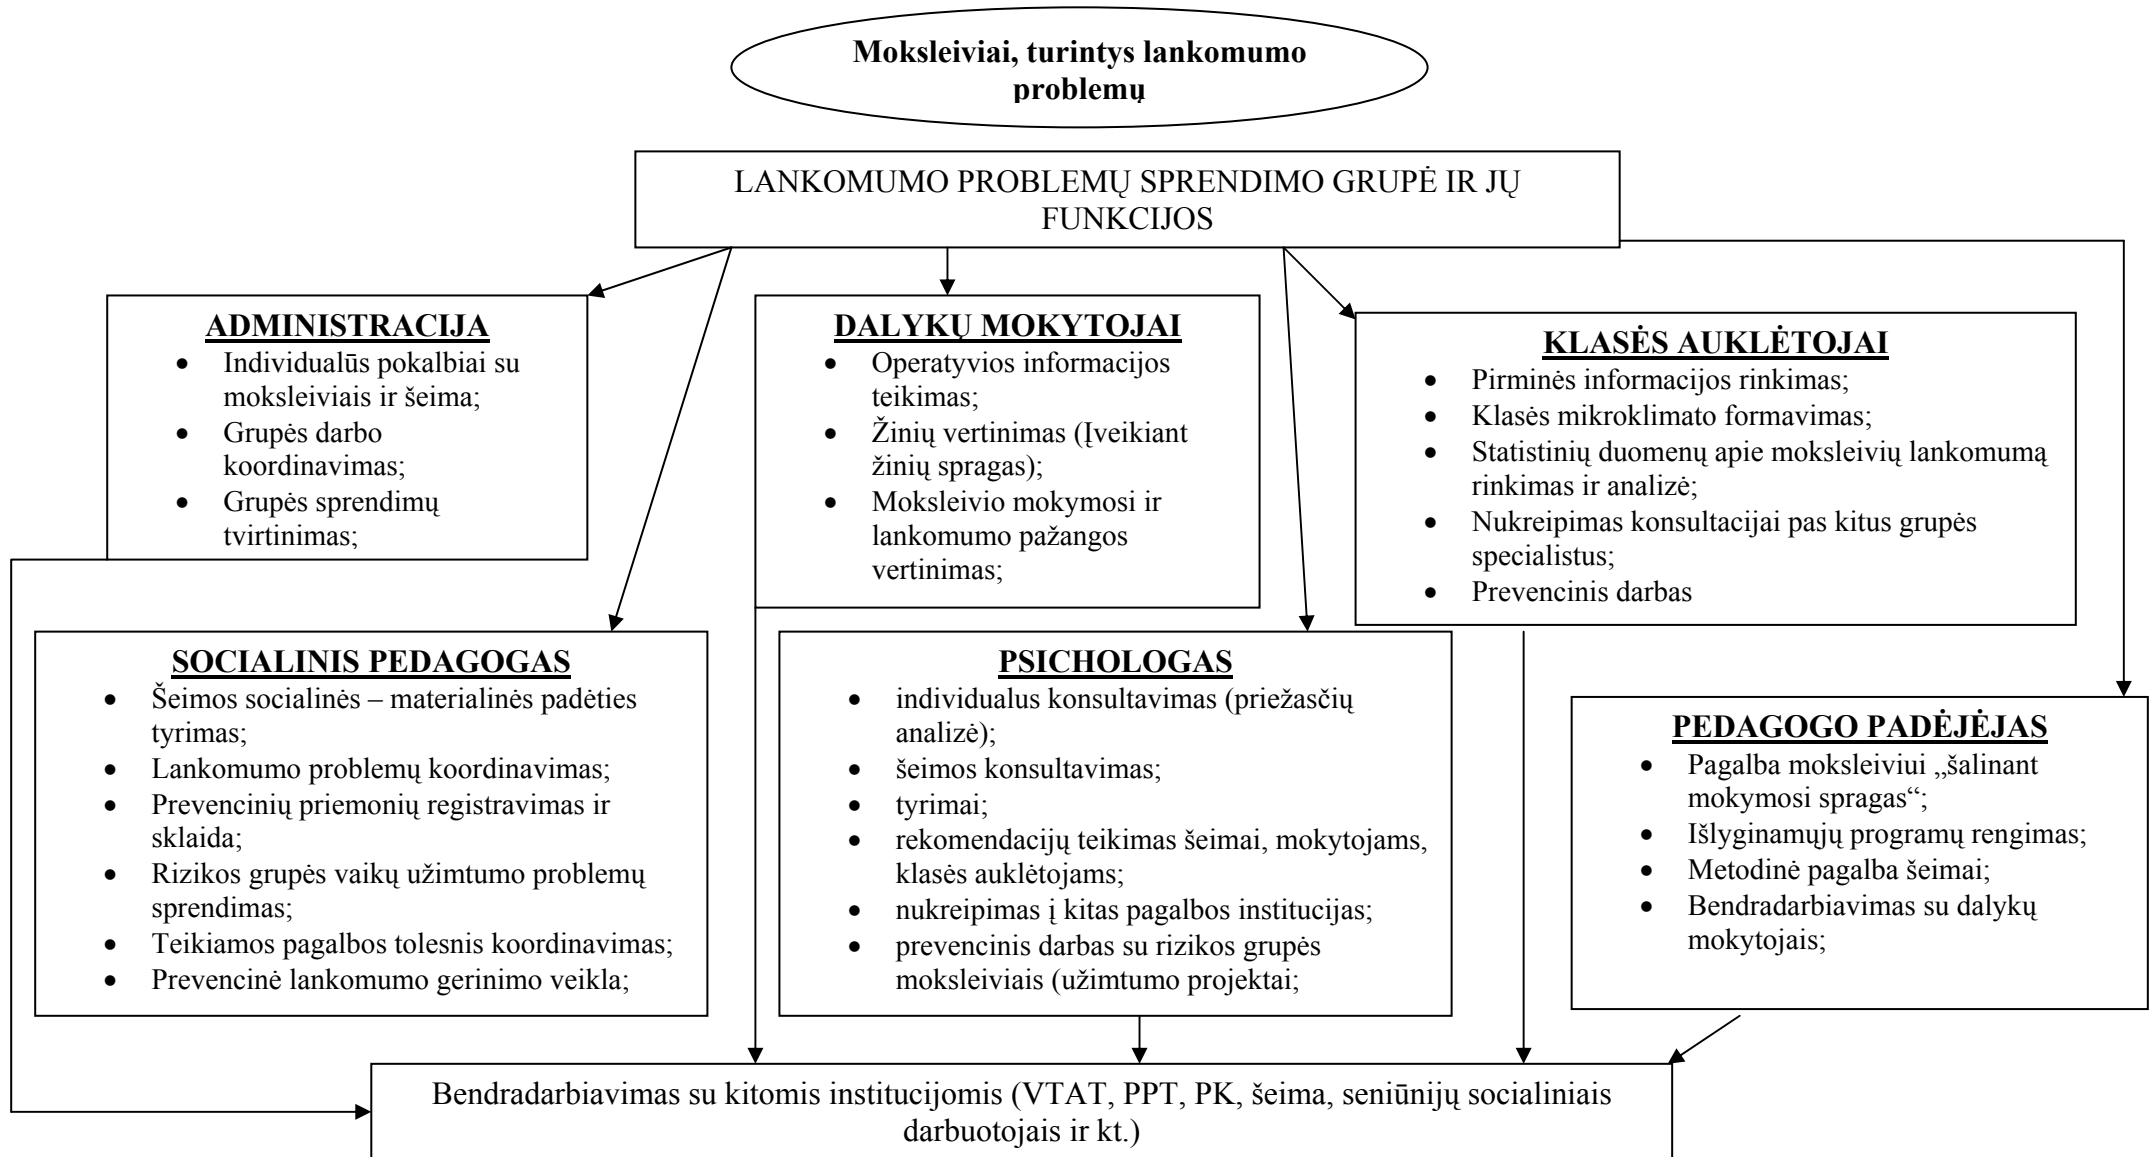 Moksleiviai, turintys lankomumo
problemų
LANKOMUMO PROBLEMŲ SPRENDIMO GRUPĖ IR JŲ
FUNKCIJOS
ADMINISTRACIJA
• Individualūs pokalbiai su
moksleiviais ir šeima;
• Grupės darbo
koordinavimas;
• Grupės sprendimų
tvirtinimas;
DALYKŲ MOKYTOJAI
• Operatyvios informacijos
teikimas;
• Žinių vertinimas (Įveikiant
žinių spragas);
• Moksleivio mokymosi ir
lankomumo pažangos
vertinimas;
KLASĖS AUKLĖTOJAI
• Pirminės informacijos rinkimas;
• Klasės mikroklimato formavimas;
• Statistinių duomenų apie moksleivių lankomumą
rinkimas ir analizė;
• Nukreipimas konsultacijai pas kitus grupės
specialistus;
• Prevencinis darbas
SOCIALINIS PEDAGOGAS
• Šeimos socialinės – materialinės padėties
tyrimas;
• Lankomumo problemų koordinavimas;
• Prevencinių priemonių registravimas ir
sklaida;
• Rizikos grupės vaikų užimtumo problemų
sprendimas;
• Teikiamos pagalbos tolesnis koordinavimas;
• Prevencinė lankomumo gerinimo veikla;
PSICHOLOGAS
• individualus konsultavimas (priežasčių
analizė);
• šeimos konsultavimas;
• tyrimai;
• rekomendacijų teikimas šeimai, mokytojams,
klasės auklėtojams;
• nukreipimas į kitas pagalbos institucijas;
• prevencinis darbas su rizikos grupės
moksleiviais (užimtumo projektai;
PEDAGOGO PADĖJĖJAS
• Pagalba moksleiviui „šalinant
mokymosi spragas“;
• Išlyginamųjų programų rengimas;
• Metodinė pagalba šeimai;
• Bendradarbiavimas su dalykų
mokytojais;
Bendradarbiavimas su kitomis institucijomis (VTAT, PPT, PK, šeima, seniūnijų socialiniais
darbuotojais ir kt.)